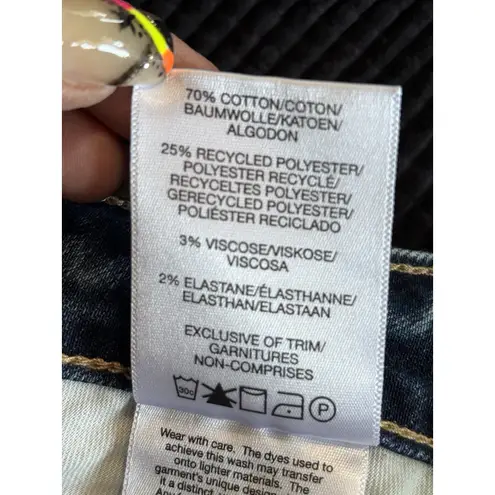 70% COTTON/COTON/
BAUMWOLLE/KATOEN/
ALGODON
25% RECYCLED POLYESTER/
POLYESTER RECYCLÉ/
RECYCELTES POLYESTER/
GERECYCLED POLYESTER/
POLIÉSTER RECICLADO
3% VISCOSE/VISKOSE/
VISCOSA
2% ELASTANE/ÉLASTHANNE/
ELASTHAN/ELASTAAN
EXCLUSIVE OF TRIM/
GARNITURES
NON-COMPRISES
P
Wear with care. The dyes used to
achieve this wash may transfer
onto lighter materials. The
garment's unique
it a distinct